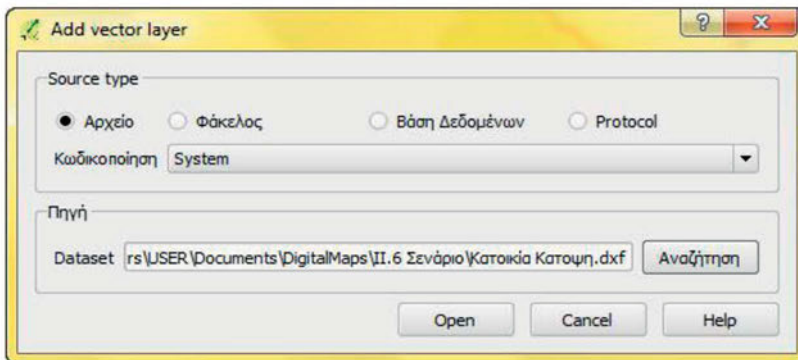 Add vector layer
Source type
Αρχείο Φάκελος Βάση Δεδομένων Protocol
Κωδικοποίηση System
Πηγή
Dataset rs\USER\Documents\DigitalMaps\II.6 Σενάριο\Κατοικία Κατοψη.dxf Αναζήτηση
Open Cancel Help